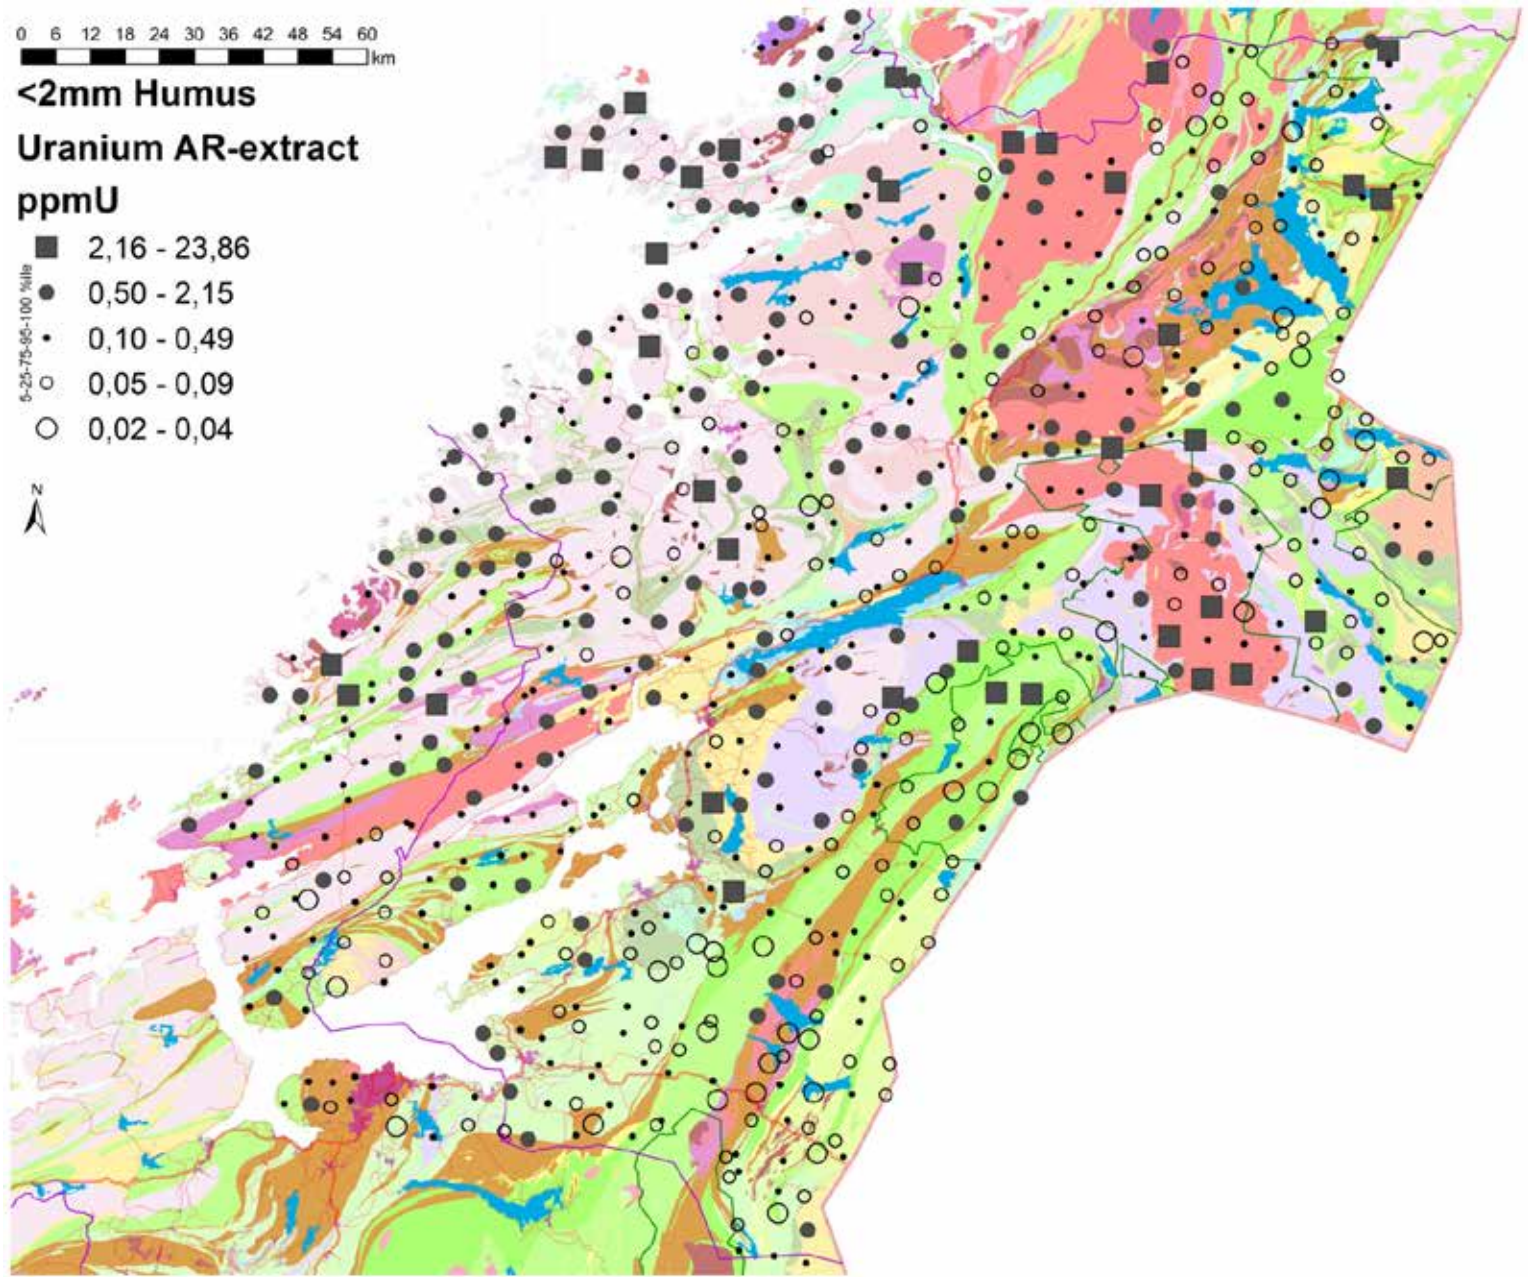 0 6 12 18 24 30 36 42 48 54 60
km
<2mm Humus
Uranium AR-extract
ppmU
2,16 - 23,86
0,50 - 2,15
0,10 - 0,49
0,05 - 0,09
0,02 - 0,04
5-25-75-95-100 %ile
N